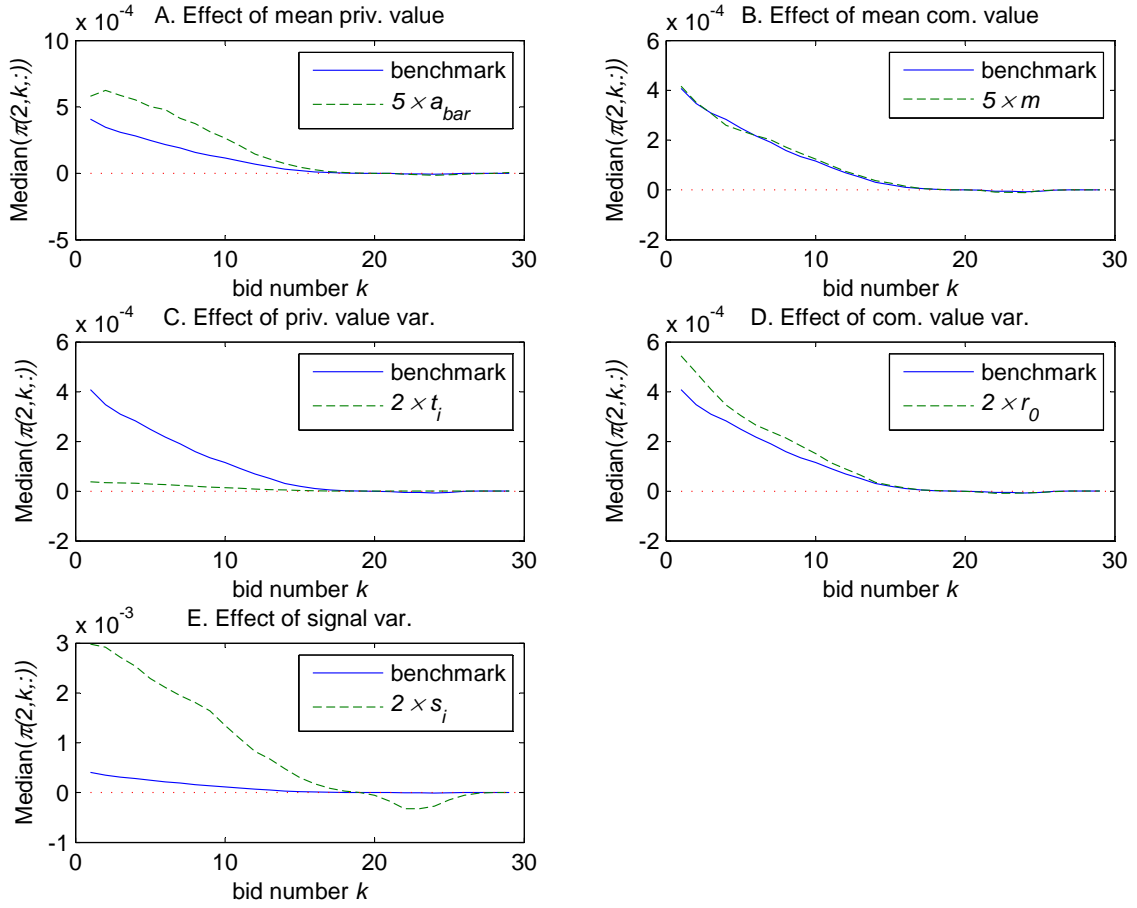 x 10^-4 A. Effect of mean priv. value
10
5
0
-5
Median(π(2,k,:))
benchmark
5 × a_bar
0 10 20 30
bid number k
x 10^-4 B. Effect of mean com. value
6
4
2
0
-2
Median(π(2,k,:))
benchmark
5 × m
0 10 20 30
bid number k
x 10^-4 C. Effect of priv. value var.
6
4
2
0
-2
Median(π(2,k,:))
benchmark
2 × t_i
0 10 20 30
bid number k
x 10^-4 D. Effect of com. value var.
6
4
2
0
-2
Median(π(2,k,:))
benchmark
2 × r_0
0 10 20 30
bid number k
x 10^-3 E. Effect of signal var.
3
2
1
0
-1
Median(π(2,k,:))
benchmark
2 × s_i
0 10 20 30
bid number k